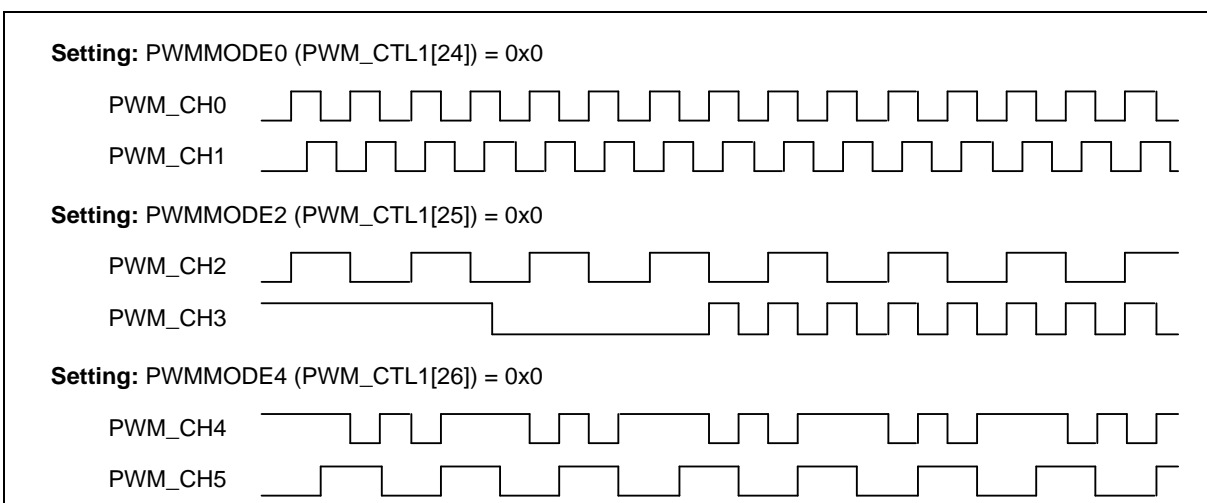 Setting: PWMMODE0 (PWM_CTL1[24]) = 0x0
PWM_CH0
PWM_CH1
Setting: PWMMODE2 (PWM_CTL1[25]) = 0x0
PWM_CH2
PWM_CH3
Setting: PWMMODE4 (PWM_CTL1[26]) = 0x0
PWM_CH4
PWM_CH5